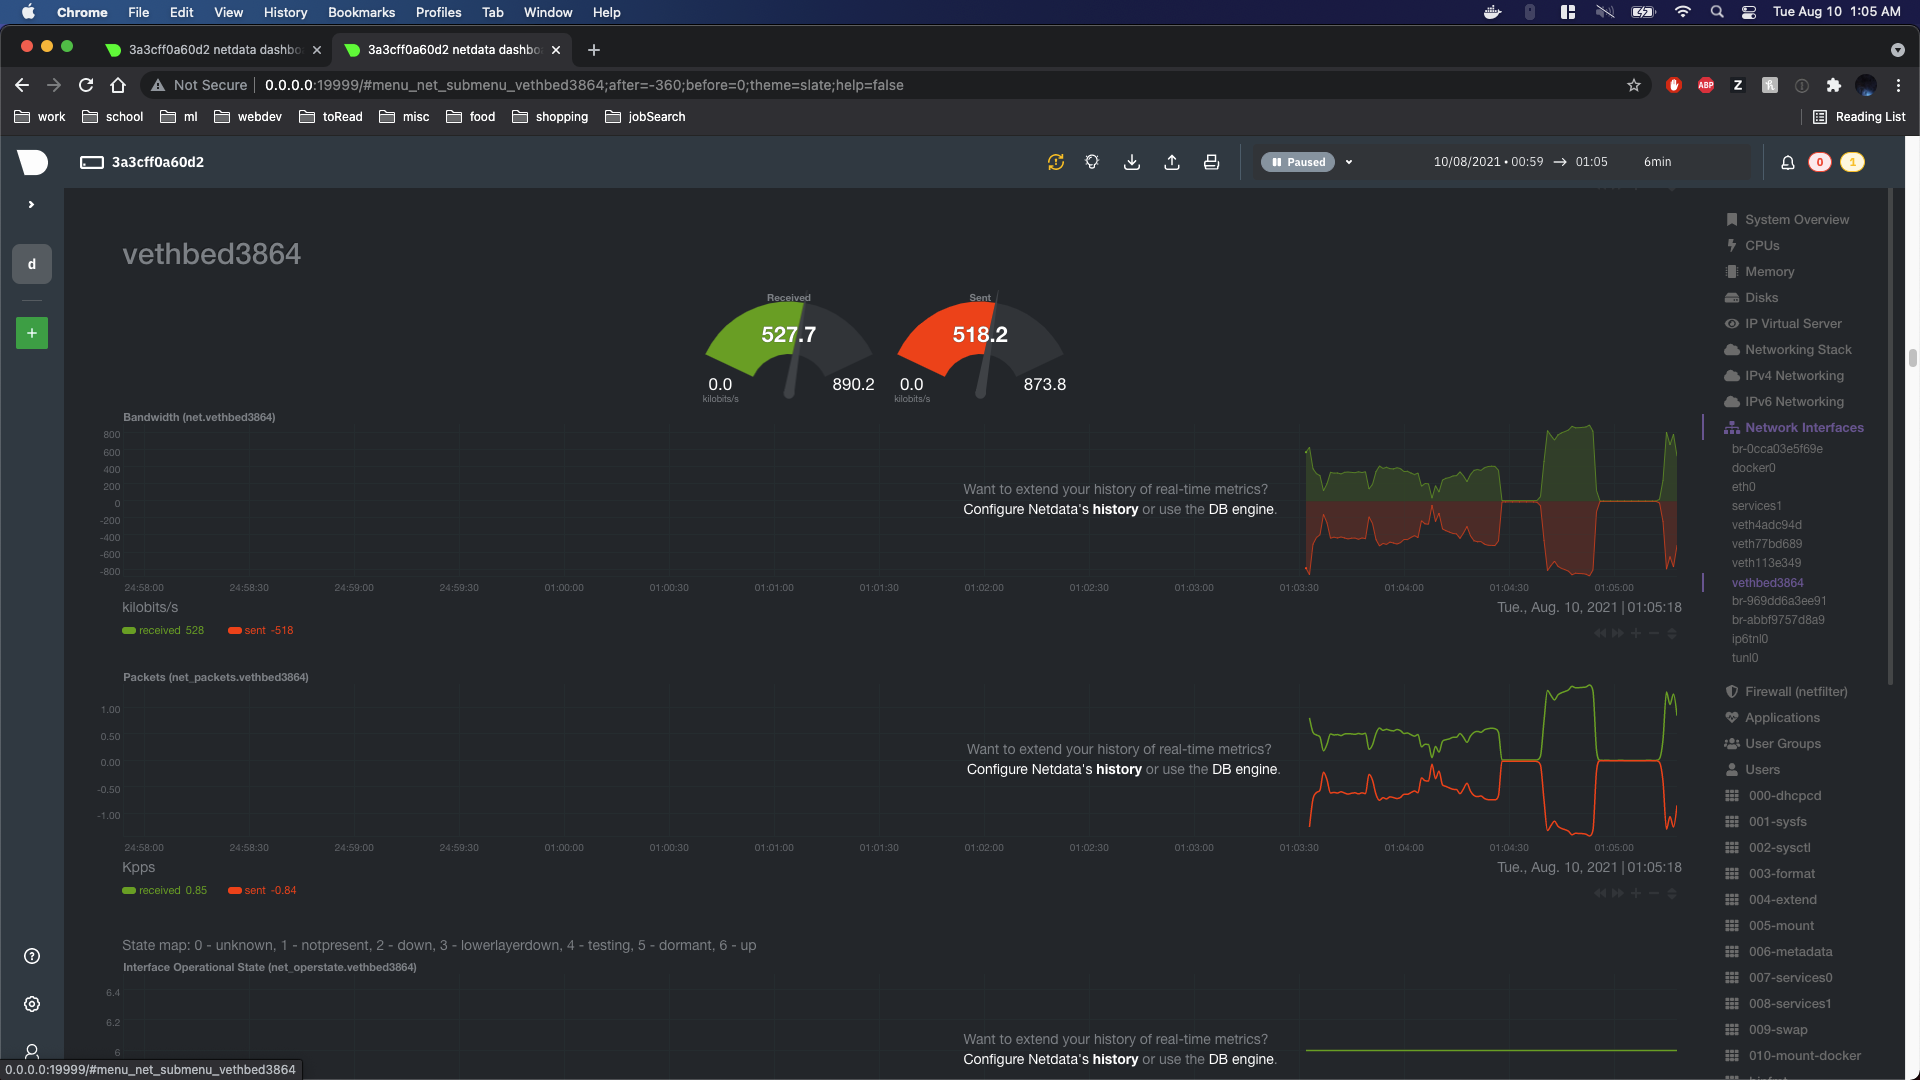 Chrome File Edit View History Bookmarks Profiles Tab Window Help Tue Aug 10 1:05 AM
3a3cff0a60d2 netdata dashbo 3a3cff0a60d2 netdata dashbo
Not Secure 0.0.0.0:19999/#menu_net_submenu_vethbed3864;after=-360;before=0;theme=slate;help=false ABP Z
work school ml webdev toRead misc food shopping jobSearch Reading List
3a3cff0a60d2 Paused 10/08/2021 • 00:59 → 01:05 6min 0 1
d
+
vethbed3864
Received Sent
527.7 518.2
0.0 890.2 0.0 873.8
kilobits/s kilobits/s
Bandwidth (net.vethbed3864)
800
600
400
200
0
-200
-400
-600
-800
Want to extend your history of real-time metrics?
Configure Netdata's history or use the DB engine.
24:58:00 24:58:30 24:59:00 24:59:30 01:00:00 01:00:30 01:01:00 01:01:30 01:02:00 01:02:30 01:03:00 01:03:30 01:04:00 01:04:30 01:05:00
kilobits/s Tue., Aug. 10, 2021 | 01:05:18
received 528 sent -518
Packets (net_packets.vethbed3864)
1.00
0.50
0.00
-0.50
-1.00
Want to extend your history of real-time metrics?
Configure Netdata's history or use the DB engine.
24:58:00 24:58:30 24:59:00 24:59:30 01:00:00 01:00:30 01:01:00 01:01:30 01:02:00 01:02:30 01:03:00 01:03:30 01:04:00 01:04:30 01:05:00
Kpps Tue., Aug. 10, 2021 | 01:05:18
received 0.85 sent -0.84
State map: 0 - unknown, 1 - notpresent, 2 - down, 3 - lowerlayerdown, 4 - testing, 5 - dormant, 6 - up
Interface Operational State (net_operstate.vethbed3864)
6.4
6.2
6
Want to extend your history of real-time metrics?
Configure Netdata's history or use the DB engine.
System Overview
CPUs
Memory
Disks
IP Virtual Server
Networking Stack
IPv4 Networking
IPv6 Networking
Network Interfaces
br-0cca03e5f69e
docker0
eth0
services1
veth4adc94d
veth77bd689
veth113e349
vethbed3864
br-969dd6a3ee91
br-abbf9757d8a9
ip6tnl0
tunl0
Firewall (netfilter)
Applications
User Groups
Users
000-dhcpcd
001-sysfs
002-sysctl
003-format
004-extend
005-mount
006-metadata
007-services0
008-services1
009-swap
010-mount-docker
0.0.0.0:19999/#menu_net_submenu_vethbed3864